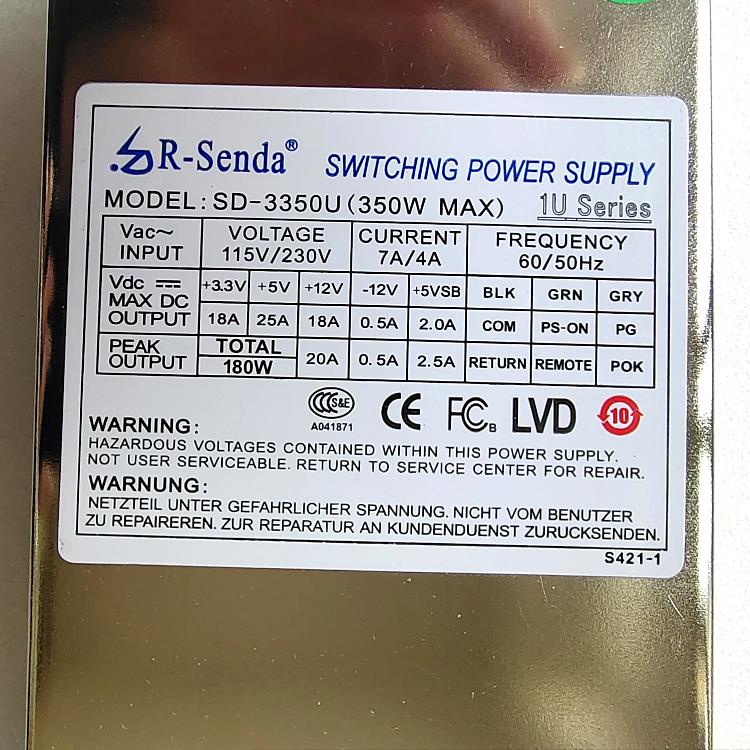 R-Senda® SWITCHING POWER SUPPLY
MODEL: SD-3350U (350W MAX) 1U Series
Vac~ INPUT VOLTAGE 115V/230V CURRENT 7A/4A FREQUENCY 60/50Hz
Vdc MAX DC OUTPUT +3.3V +5V +12V -12V +5VSB BLK GRN GRY
18A 25A 18A 0.5A 2.0A COM PS-ON PG
PEAK OUTPUT TOTAL 180W 20A 0.5A 2.5A RETURN REMOTE POK
S&E CE FC B LVD 10
A041871
WARNING:
HAZARDOUS VOLTAGES CONTAINED WITHIN THIS POWER SUPPLY.
NOT USER SERVICEABLE. RETURN TO SERVICE CENTER FOR REPAIR.
WARNUNG:
NETZTEIL UNTER GEFAHRLICHER SPANNUNG. NICHT VOM BENUTZER
ZU REPAIREREN. ZUR REPARATUR AN KUNDENDUENST ZURUCKSENDEN.
S421-1